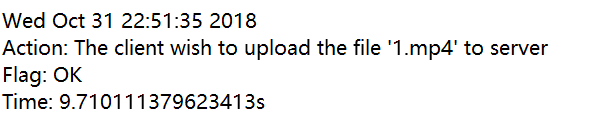 Wed Oct 31 22:51:35 2018
Action: The client wish to upload the file '1.mp4' to server
Flag: OK
Time: 9.710111379623413s